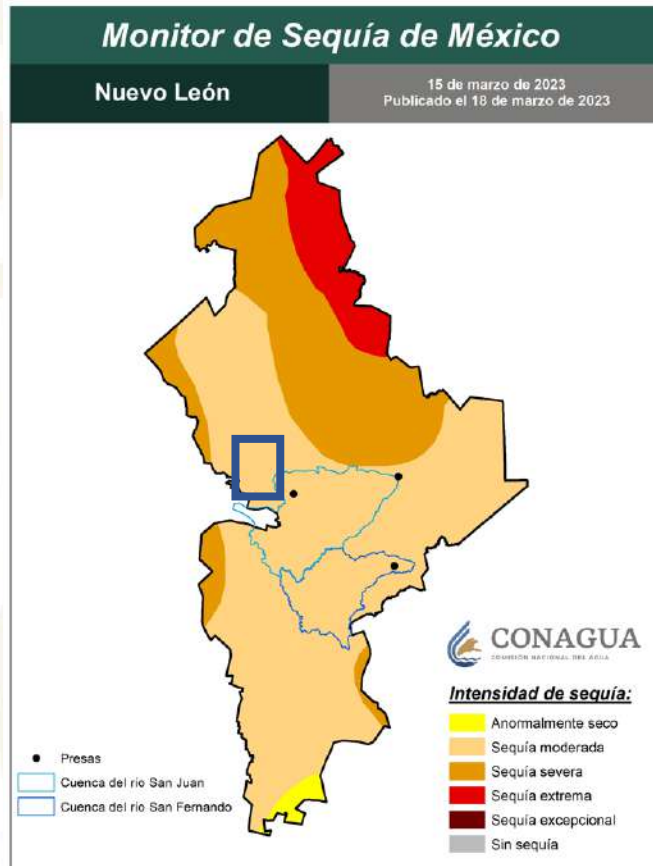 Monitor de Sequía de México
Nuevo León
15 de marzo de 2023
Publicado el 18 de marzo de 2023
CONAGUA
COMISIÓN NACIONAL DEL AGUA
Intensidad de sequía:
Anormalmente seco
Sequía moderada
Sequía severa
Sequía extrema
Sequía excepcional
Sin sequía
Presas
Cuenca del río San Juan
Cuenca del río San Fernando